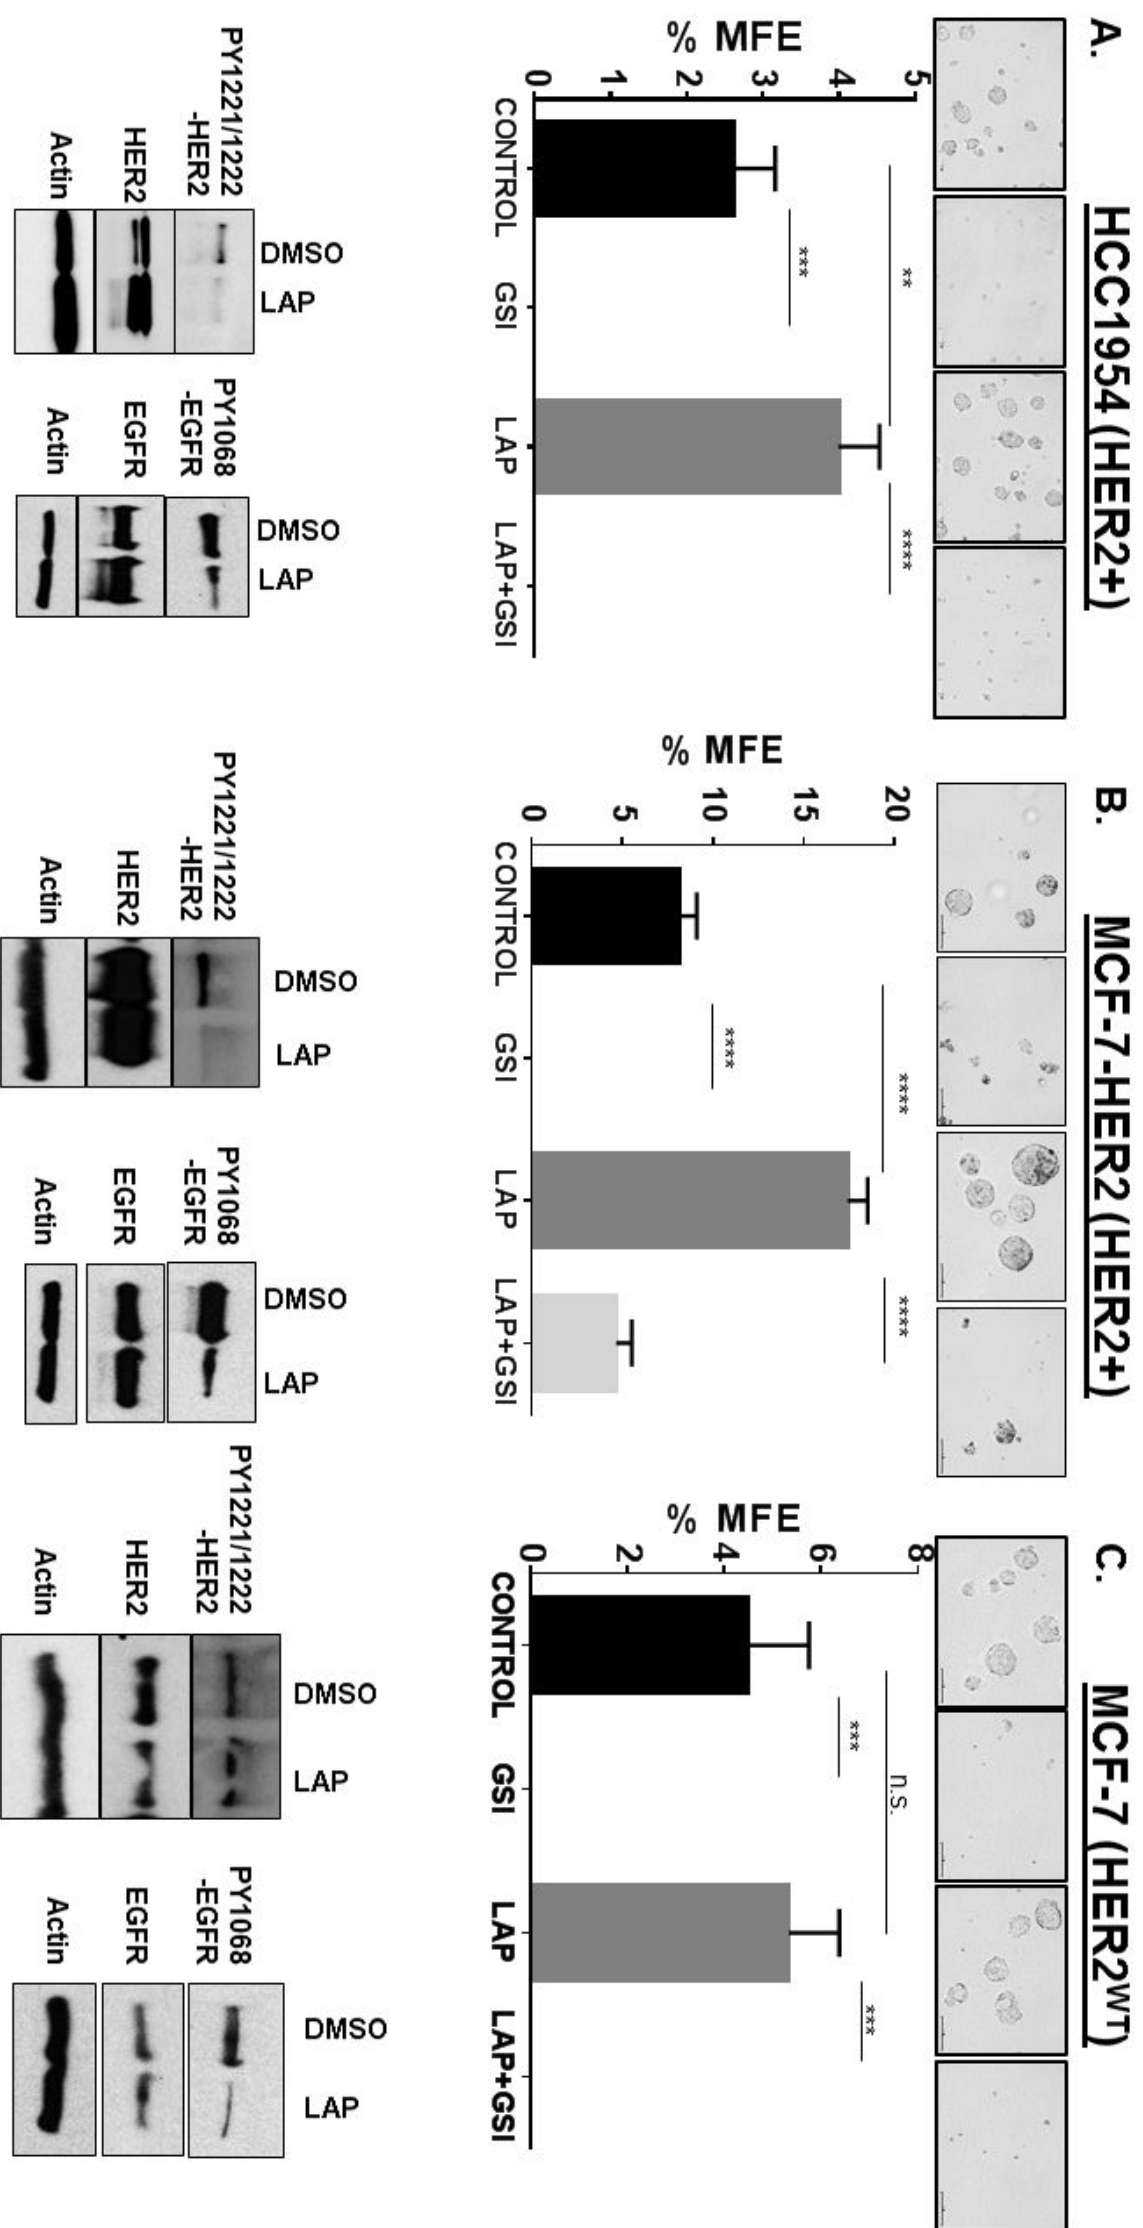 A. HCC1954 (HER2+)
% MFE
5
4
3
2
1
0
**
***
****
CONTROL
GSI
LAP
LAP+GSI
DMSO
LAP
PY1221/1222
-HER2
HER2
Actin
DMSO
LAP
PY1068
-EGFR
EGFR
Actin
B. MCF-7-HER2 (HER2+)
% MFE
20
15
10
5
0
****
****
****
CONTROL
GSI
LAP
LAP+GSI
DMSO
LAP
PY1221/1222
-HER2
HER2
Actin
DMSO
LAP
PY1068
-EGFR
EGFR
Actin
C. MCF-7 (HER2WT)
% MFE
8
6
4
2
0
n.s.
***
***
CONTROL
GSI
LAP
LAP+GSI
DMSO
LAP
PY1221/1222
-HER2
HER2
Actin
DMSO
LAP
PY1068
-EGFR
EGFR
Actin